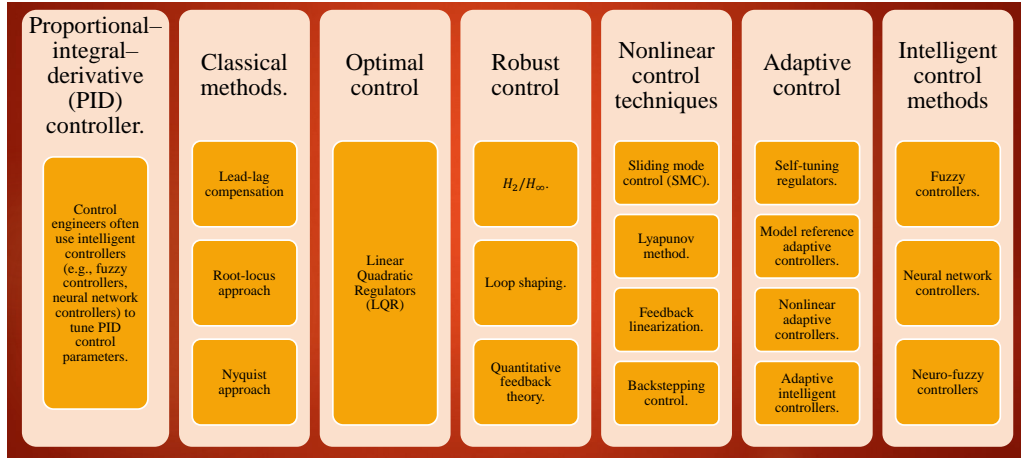 Proportional–
integral–
derivative
(PID)
controller.
Control
engineers often
use intelligent
controllers
(e.g., fuzzy
controllers,
neural network
controllers) to
tune PID
control
parameters.
Classical
methods.
Lead-lag
compensation
Root-locus
approach
Nyquist
approach
Optimal
control
Linear
Quadratic
Regulators
(LQR)
Robust
control
H₂/H∞.
Loop shaping.
Quantitative
feedback
theory.
Nonlinear
control
techniques
Sliding mode
control (SMC).
Lyapunov
method.
Feedback
linearization.
Backstepping
control.
Adaptive
control
Self-tuning
regulators.
Model reference
adaptive
controllers.
Nonlinear
adaptive
controllers.
Adaptive
intelligent
controllers.
Intelligent
control
methods
Fuzzy
controllers.
Neural network
controllers.
Neuro-fuzzy
controllers